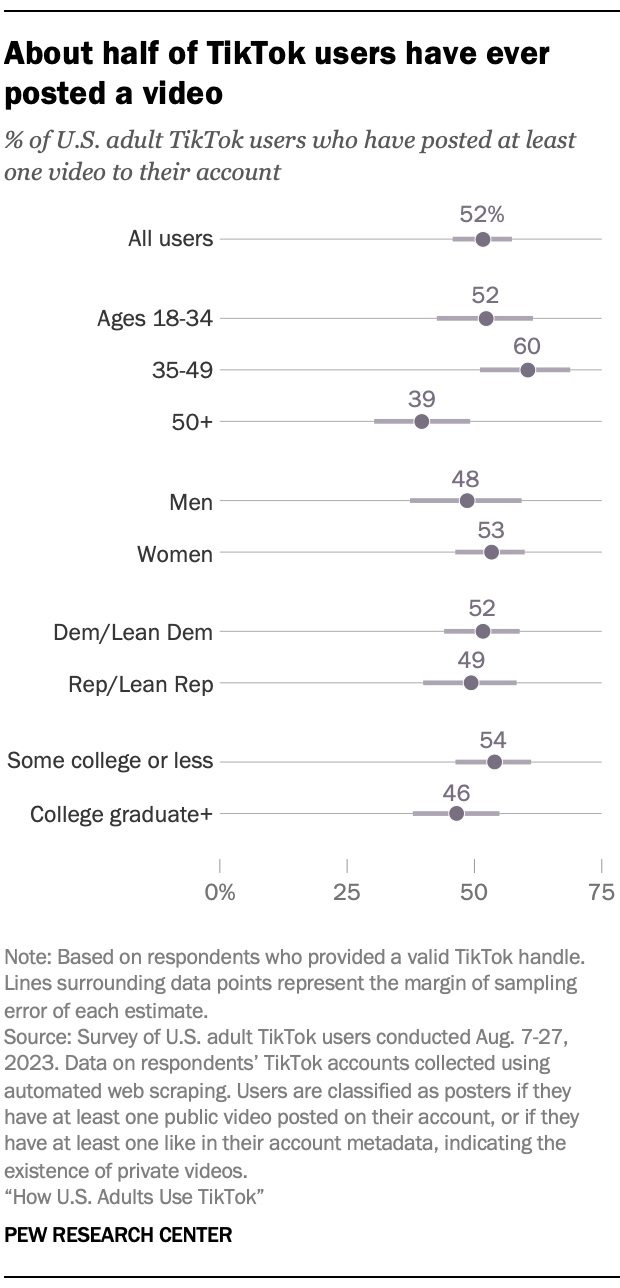 About half of TikTok users have ever
posted a video
% of U.S. adult TikTok users who have posted at least
one video to their account
All users 52%
Ages 18-34 52
35-49 60
50+ 39
Men 48
Women 53
Dem/Lean Dem 52
Rep/Lean Rep 49
Some college or less 54
College graduate+ 46
0% 25 50 75
Note: Based on respondents who provided a valid TikTok handle.
Lines surrounding data points represent the margin of sampling
error of each estimate.
Source: Survey of U.S. adult TikTok users conducted Aug. 7-27,
2023. Data on respondents’ TikTok accounts collected using
automated web scraping. Users are classified as posters if they
have at least one public video posted on their account, or if they
have at least one like in their account metadata, indicating the
existence of private videos.
“How U.S. Adults Use TikTok”
PEW RESEARCH CENTER